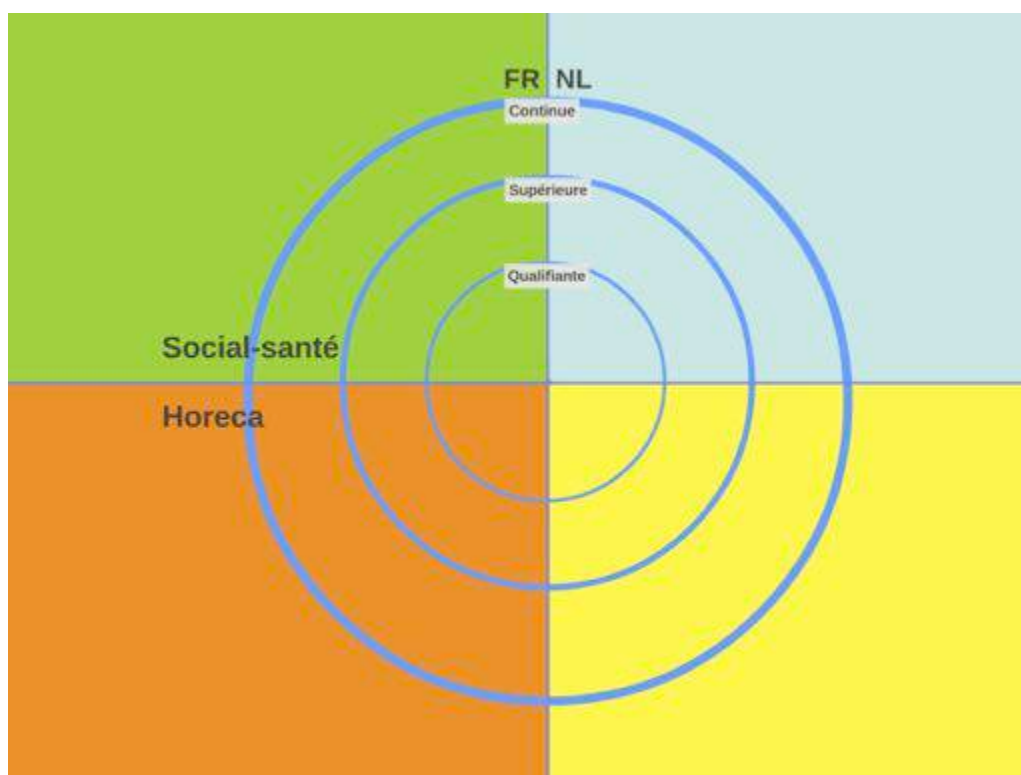 FR NL
Continue
Supérieure
Qualifiante
Social-santé
Horeca